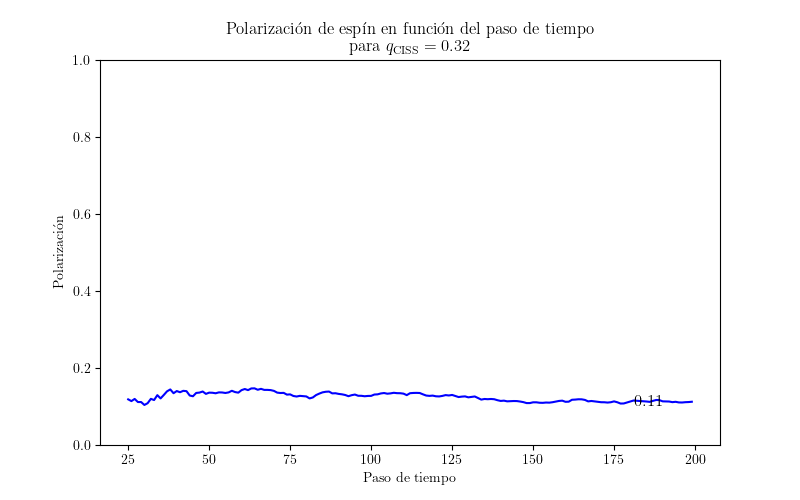 Polarización de espín en función del paso de tiempo
para q_CISS = 0.32
1.0
0.8
0.6
0.4
0.2
0.0
Polarización
0.11
25 50 75 100 125 150 175 200
Paso de tiempo